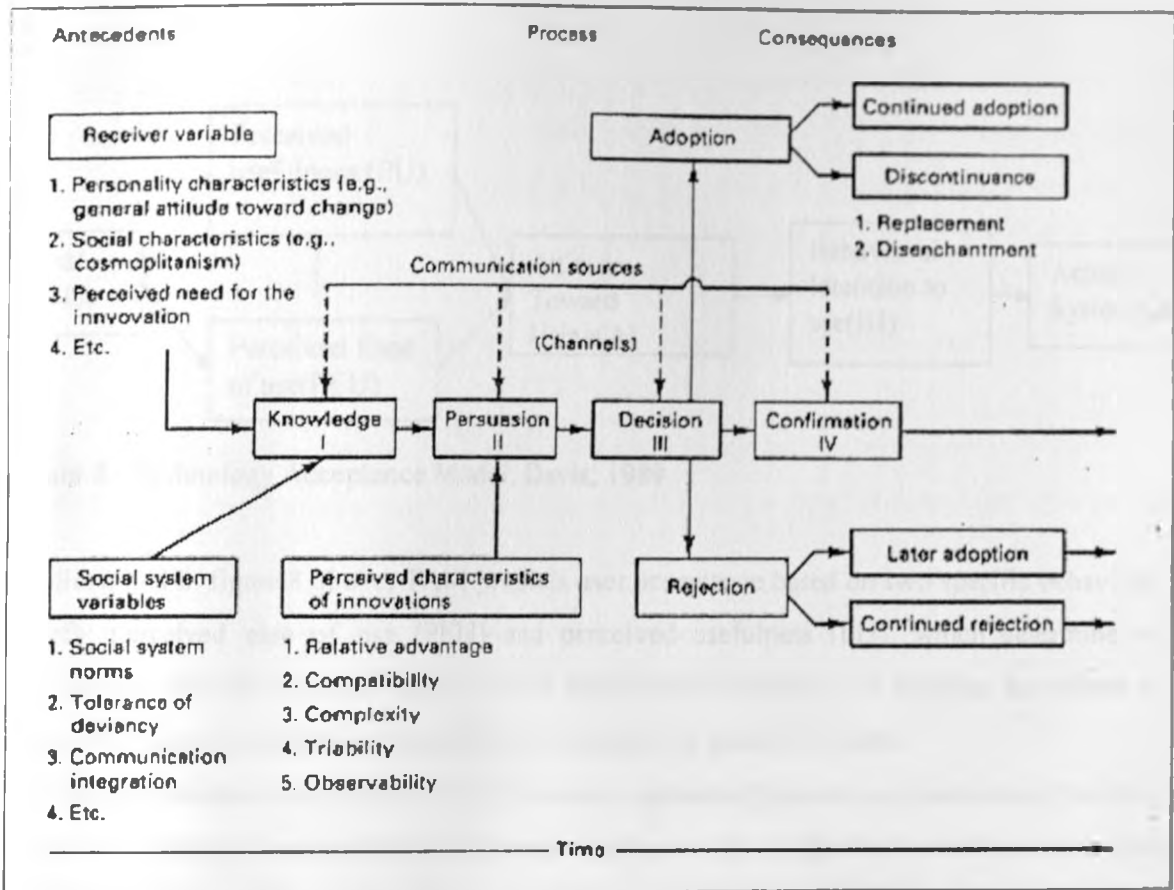 Antecedents
Process
Consequences
Receiver variable
1. Personality characteristics (e.g.,
general attitude toward change)
2. Social characteristics (e.g.,
cosmoplitanism)
3. Perceived need for the
innvovation
4. Etc.
Adoption
Continued adoption
Discontinuance
1. Replacement
2. Disenchantment
Communication sources
(Channels)
Knowledge
I
Persuasion
II
Decision
III
Confirmation
IV
Social system
variables
1. Social system
norms
2. Tolerance of
deviancy
3. Communication
integration
4. Etc.
Perceived characteristics
of innovations
1. Relative advantage
2. Compatibility
3. Complexity
4. Triability
5. Observability
Rejection
Later adoption
Continued rejection
Time